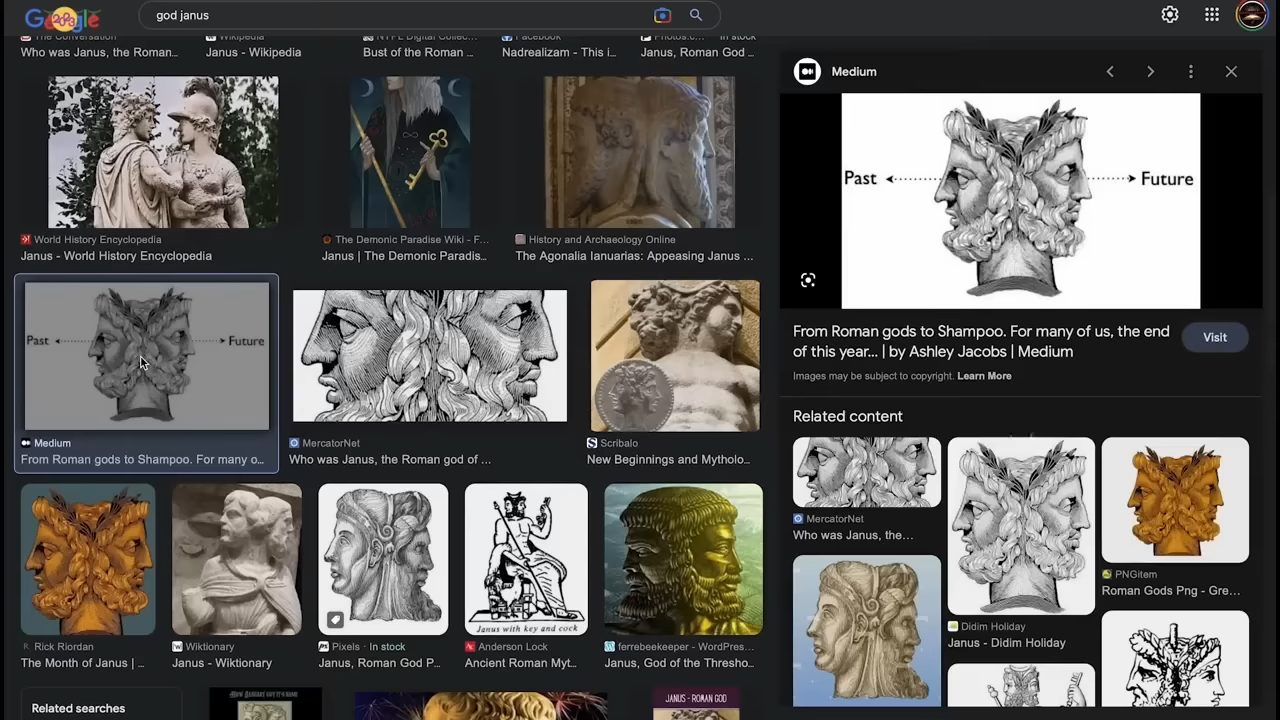 Google
2023
god janus
The Conversation
Wikipedia
NYPL Digital Collec...
Facebook
Photos.c... · In stock
Who was Janus, the Roman...
Janus - Wikipedia
Bust of the Roman ...
Nadrealizam - This i...
Janus, Roman God ...
World History Encyclopedia
Janus - World History Encyclopedia
The Demonic Paradise Wiki - F...
Janus | The Demonic Paradis...
History and Archaeology Online
The Agonalia Ianuarias: Appeasing Janus ...
Past
Future
Medium
From Roman gods to Shampoo. For many o...
MercatorNet
Who was Janus, the Roman god of ...
Scribalo
New Beginnings and Mytholo...
Janus with key and cock
R Rick Riordan
The Month of Janus | ...
W Wiktionary
Janus - Wiktionary
Pixels · In stock
Janus, Roman God P...
Anderson Lock
Ancient Roman Myt...
ferrebeekeeper - WordPres...
Janus, God of the Thresho...
Related searches
JANUS - ROMAN GOD
Medium
Past
Future
From Roman gods to Shampoo. For many of us, the end
of this year... | by Ashley Jacobs | Medium
Visit
Images may be subject to copyright. Learn More
Related content
MercatorNet
Who was Janus, the...
Didim Holiday
Janus - Didim Holiday
PNGitem
Roman Gods Png - Gre...